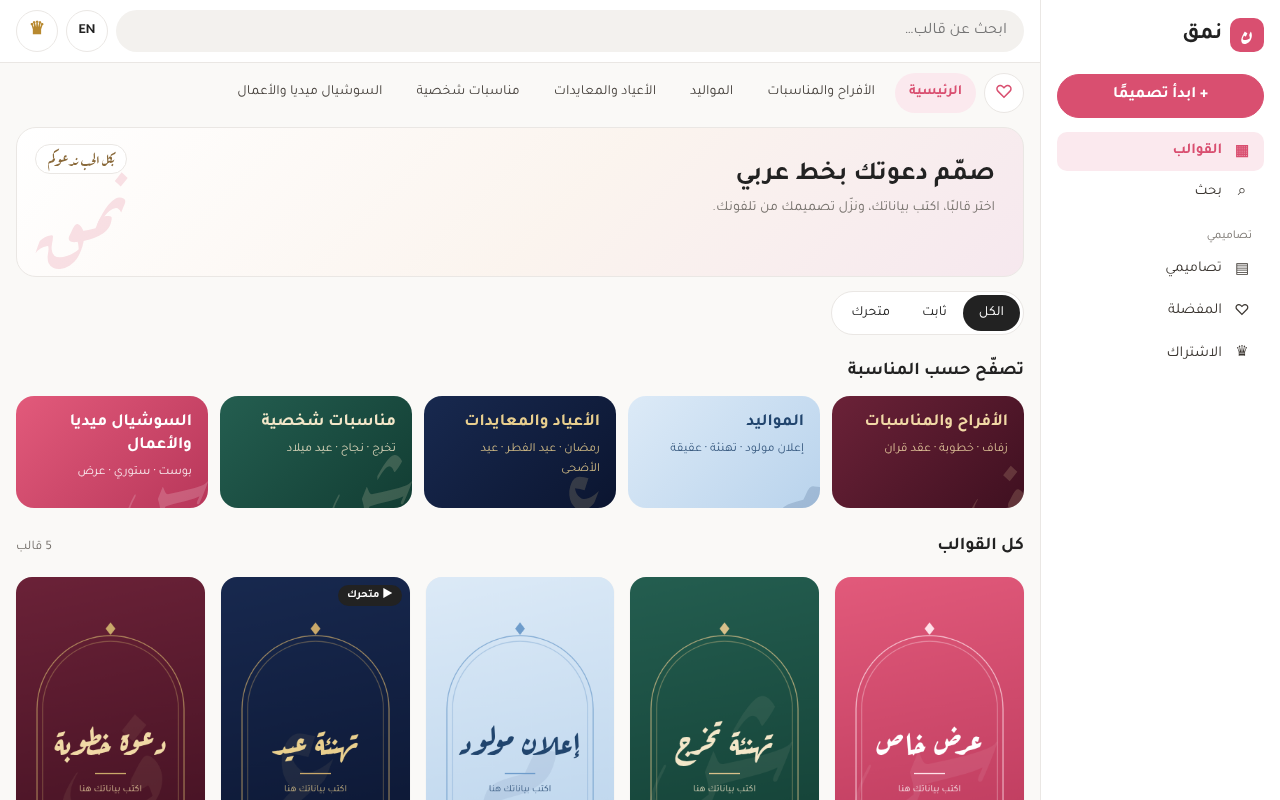 ن نمق
+ ابدأ تصميمًا
القوالب
بحث
تصاميمي
تصاميمي
المفضلة
الاشتراك
ابحث عن قالب...
EN
الرئيسية
الأفراح والمناسبات
المواليد
الأعياد والمعايدات
مناسبات شخصية
السوشيال ميديا والأعمال
صمّم دعوتك بخط عربي
اختر قالبًا، اكتب بياناتك، ونزّل تصميمك من تلفونك.
بكل الحب ندعوكم
نمق
الكل
ثابت
متحرك
تصفّح حسب المناسبة
الأفراح والمناسبات
زفاف · خطوبة · عقد قران
المواليد
إعلان مولود · تهنئة · عقيقة
الأعياد والمعايدات
رمضان · عيد الفطر · عيد
الأضحى
مناسبات شخصية
تخرج · نجاح · عيد ميلاد
السوشيال ميديا
والأعمال
بوست · ستوري · عرض
كل القوالب
5 قالب
عرض خاص
اكتب بياناتك هنا
تهنئة تخرج
اكتب بياناتك هنا
إعلان مولود
اكتب بياناتك هنا
▶ متحرك
تهنئة عيد
اكتب بياناتك هنا
دعوة خطوبة
اكتب بياناتك هنا